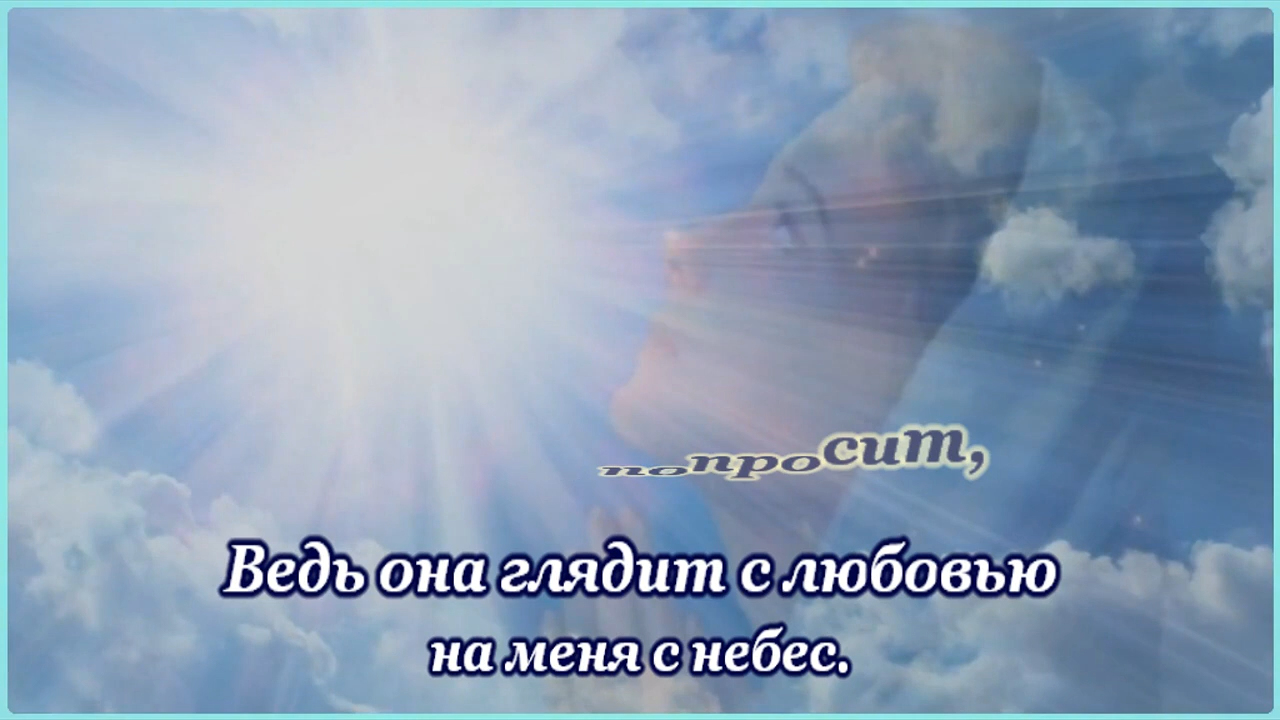 попросит,
Ведь она глядит с любовью
на меня с небес.